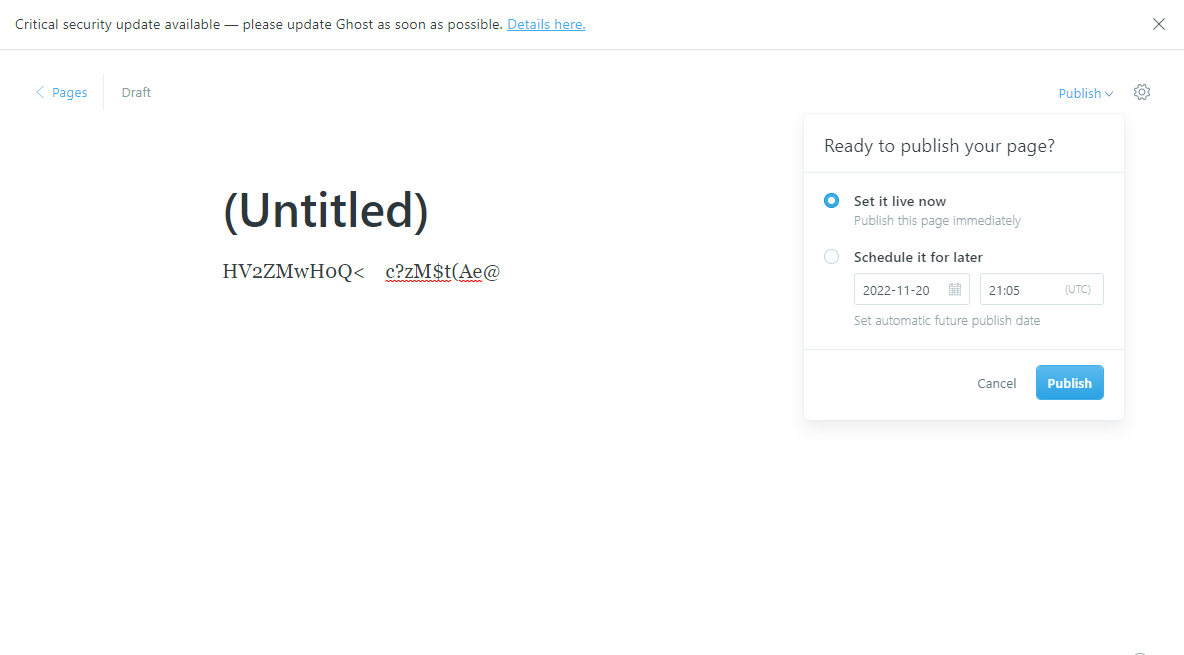 Critical security update available — please update Ghost as soon as possible. Details here.
Pages
Draft
Publish
Ready to publish your page?
Set it live now
Publish this page immediately
Schedule it for later
2022-11-20
21:05 (UTC)
Set automatic future publish date
Cancel
Publish
(Untitled)
HV2ZMwH0Q< c?zM$t(Ae@